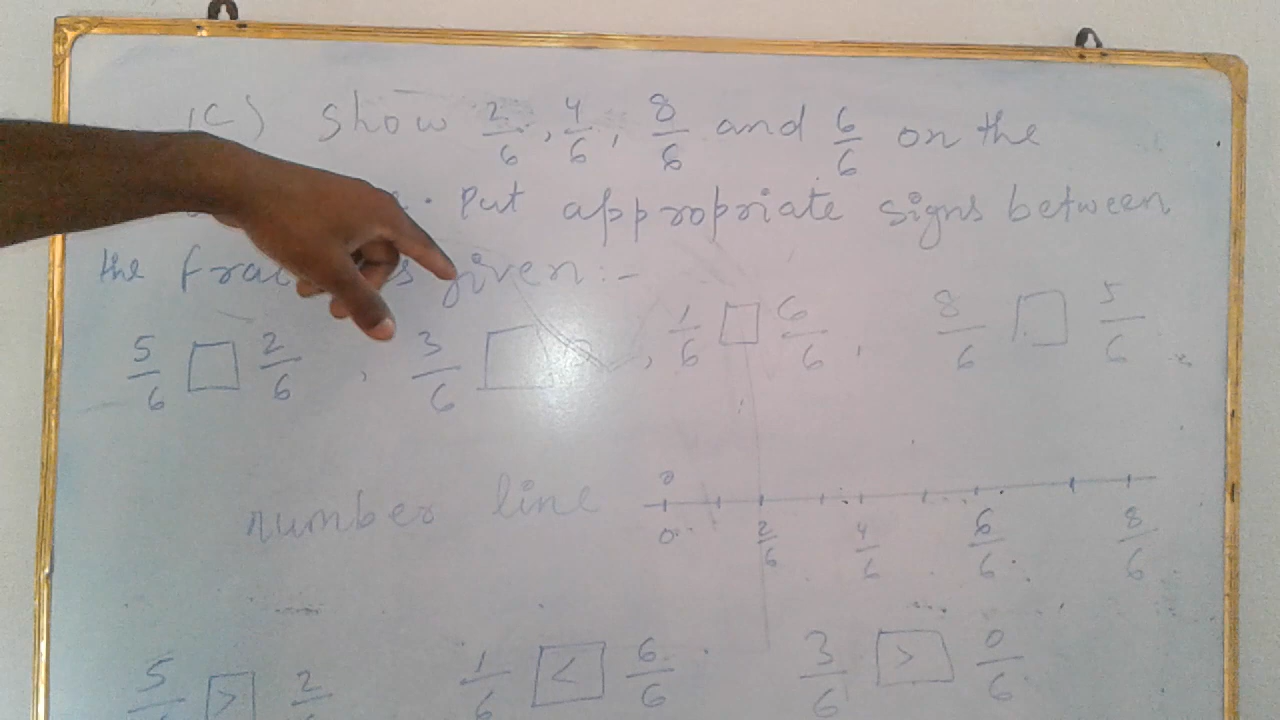 (c) Show 2/6, 4/6, 8/6 and 6/6 on the
. Put appropriate signs between
the given :-
5/6 □ 2/6, 3/6 □ , 1/6 □ 6/6, 8/6 □ 5/6
number line 0 0 2/6 4/6 6/6 8/6
5/6 > 2 1/6 < 6/6 3/6 > 0/6